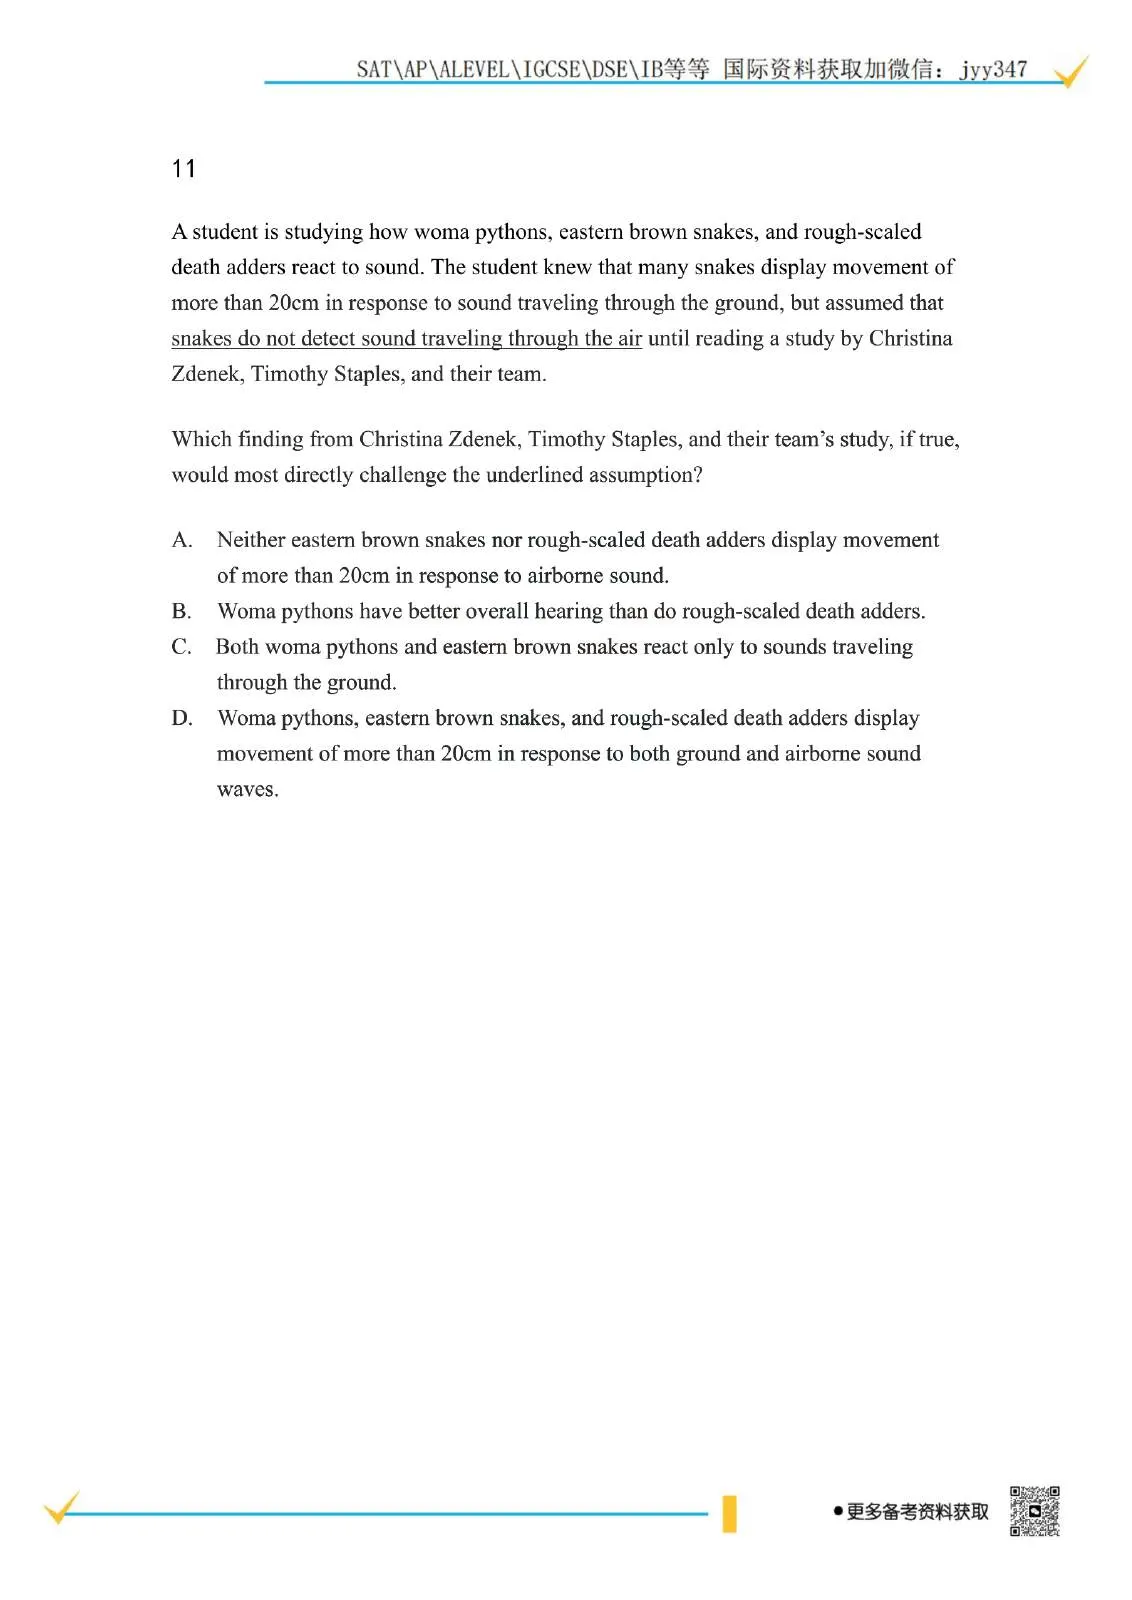 SAT\AP\ALEVEL\IGCSE\DSE\IB等等 国际资料获取加微信：jyy347
11
A student is studying how woma pythons, eastern brown snakes, and rough-scaled
death adders react to sound. The student knew that many snakes display movement of
more than 20cm in response to sound traveling through the ground, but assumed that
snakes do not detect sound traveling through the air until reading a study by Christina
Zdenek, Timothy Staples, and their team.
Which finding from Christina Zdenek, Timothy Staples, and their team’s study, if true,
would most directly challenge the underlined assumption?
A. Neither eastern brown snakes nor rough-scaled death adders display movement
of more than 20cm in response to airborne sound.
B. Woma pythons have better overall hearing than do rough-scaled death adders.
C. Both woma pythons and eastern brown snakes react only to sounds traveling
through the ground.
D. Woma pythons, eastern brown snakes, and rough-scaled death adders display
movement of more than 20cm in response to both ground and airborne sound
waves.
●更多备考资料获取